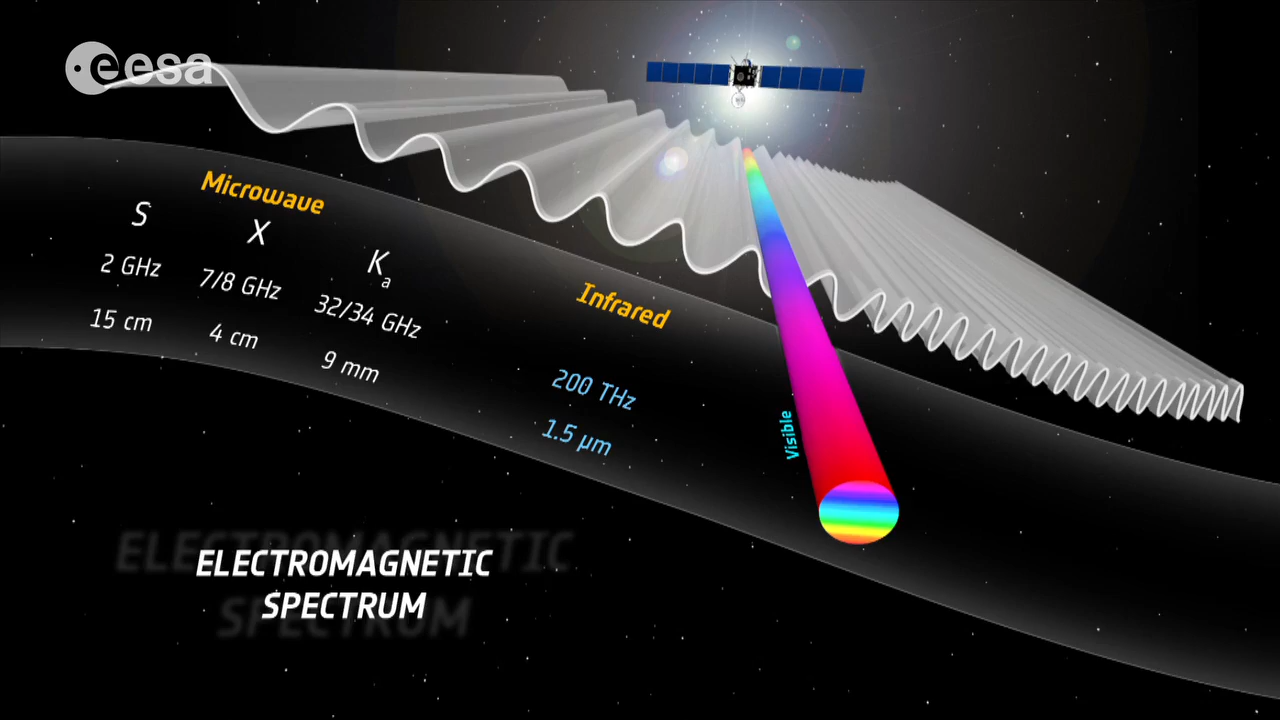 eesa
Microwave
S X Ka
2 GHz 7/8 GHz 32/34 GHz
15 cm 4 cm 9 mm
Infrared
200 THz
1.5 µm
Visible
ELECTROMAGNETIC
SPECTRUM